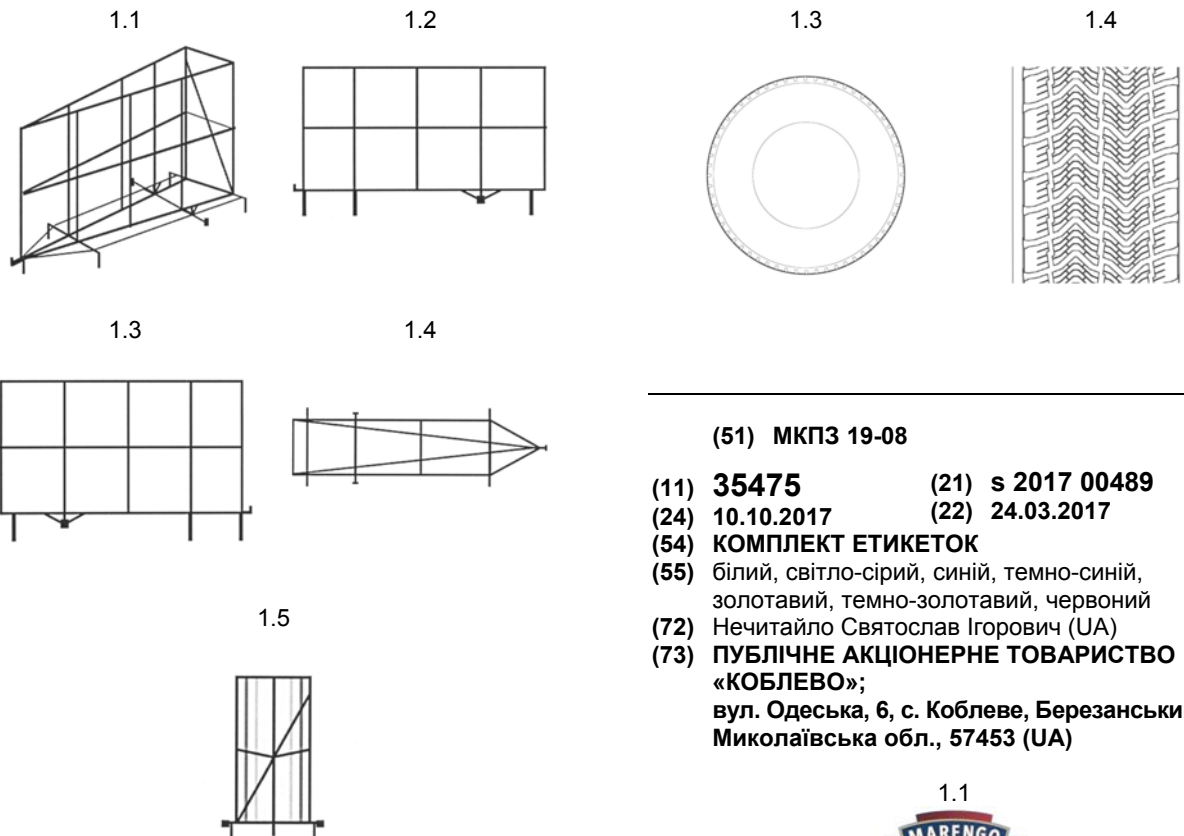 1.1
1.2
1.3
1.4
1.5
1.3
1.4
(51) МКПЗ 19-08
(11) 35475 (21) s 2017 00489
(24) 10.10.2017 (22) 24.03.2017
(54) КОМПЛЕКТ ЕТИКЕТОК
(55) білий, світло-сірий, синій, темно-синій,
золотавий, темно-золотавий, червоний
(72) Нечитайло Святослав Ігорович (UA)
(73) ПУБЛІЧНЕ АКЦІОНЕРНЕ ТОВАРИСТВО
«КОБЛЕВО»;
вул. Одеська, 6, с. Коблеве, Березанськи
Миколаївська обл., 57453 (UA)
1.1
MARENGO